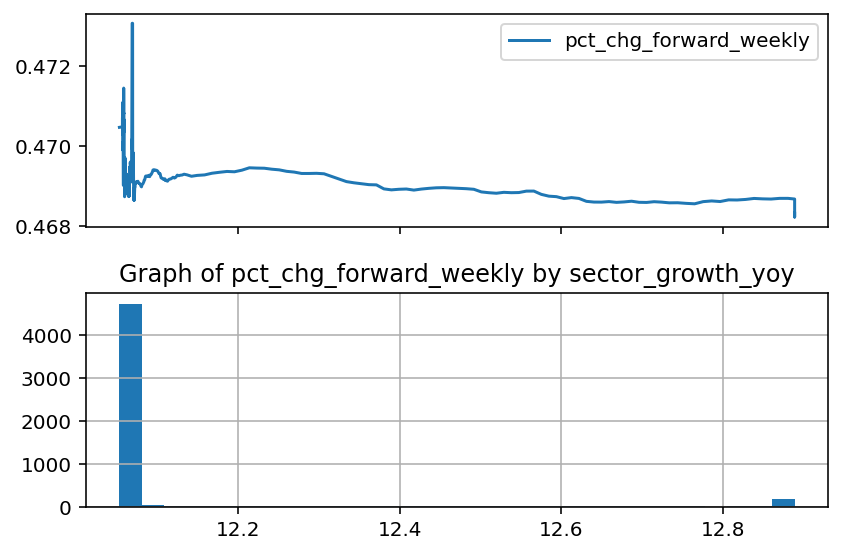 pct_chg_forward_weekly
0.472
0.470
0.468
Graph of pct_chg_forward_weekly by sector_growth_yoy
4000
3000
2000
1000
0
12.2 12.4 12.6 12.8